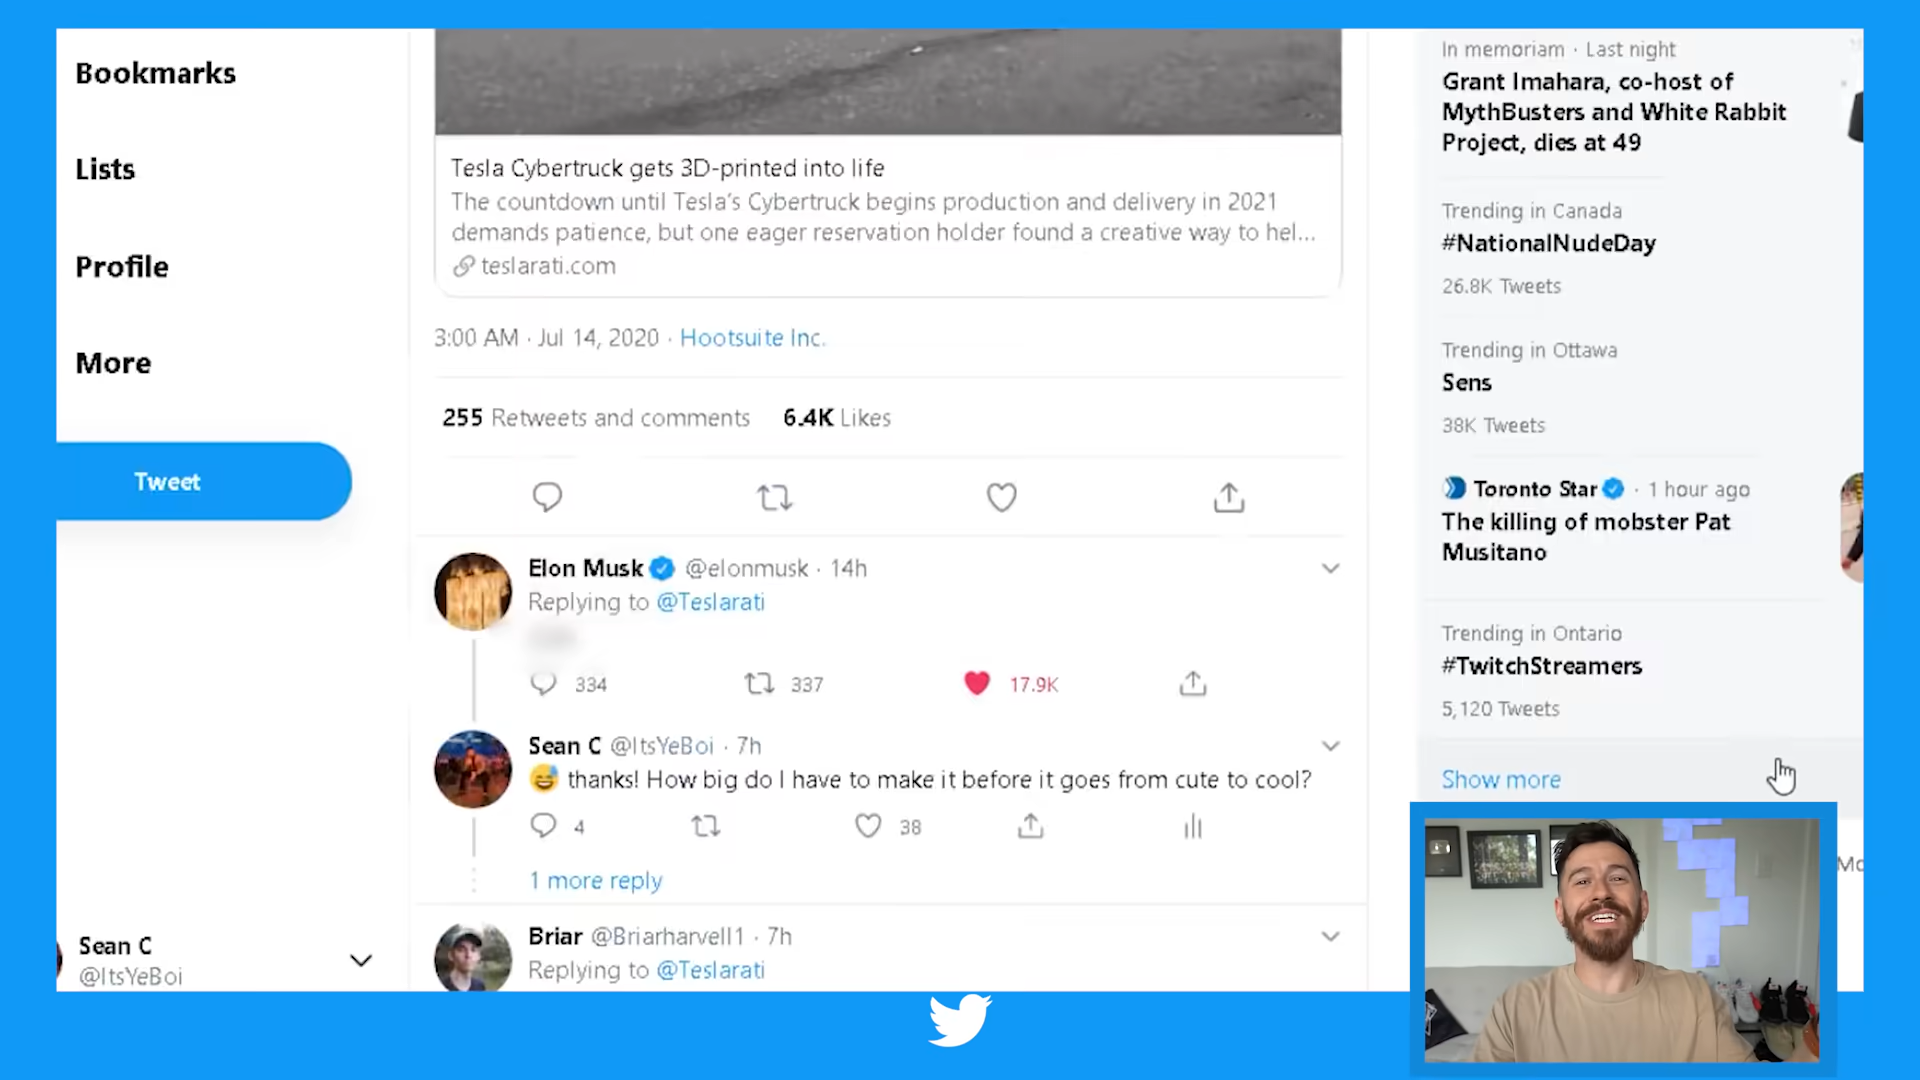 Bookmarks
Lists
Profile
More
Tweet
Sean C
@ItsYeBoi
Tesla Cybertruck gets 3D-printed into life
The countdown until Tesla's Cybertruck begins production and delivery in 2021
demands patience, but one eager reservation holder found a creative way to hel...
teslarati.com
3:00 AM · Jul 14, 2020 · Hootsuite Inc.
255 Retweets and comments 6.4K Likes
Elon Musk @elonmusk · 14h
Replying to @Teslarati
334 337 17.9K
Sean C @ItsYeBoi · 7h
😅 thanks! How big do I have to make it before it goes from cute to cool?
4 38
1 more reply
Briar @Briarharvell1 · 7h
Replying to @Teslarati
In memoriam · Last night
Grant Imahara, co-host of
MythBusters and White Rabbit
Project, dies at 49
Trending in Canada
#NationalNudeDay
26.8K Tweets
Trending in Ottawa
Sens
38K Tweets
Toronto Star · 1 hour ago
The killing of mobster Pat
Musitano
Trending in Ontario
#TwitchStreamers
5,120 Tweets
Show more